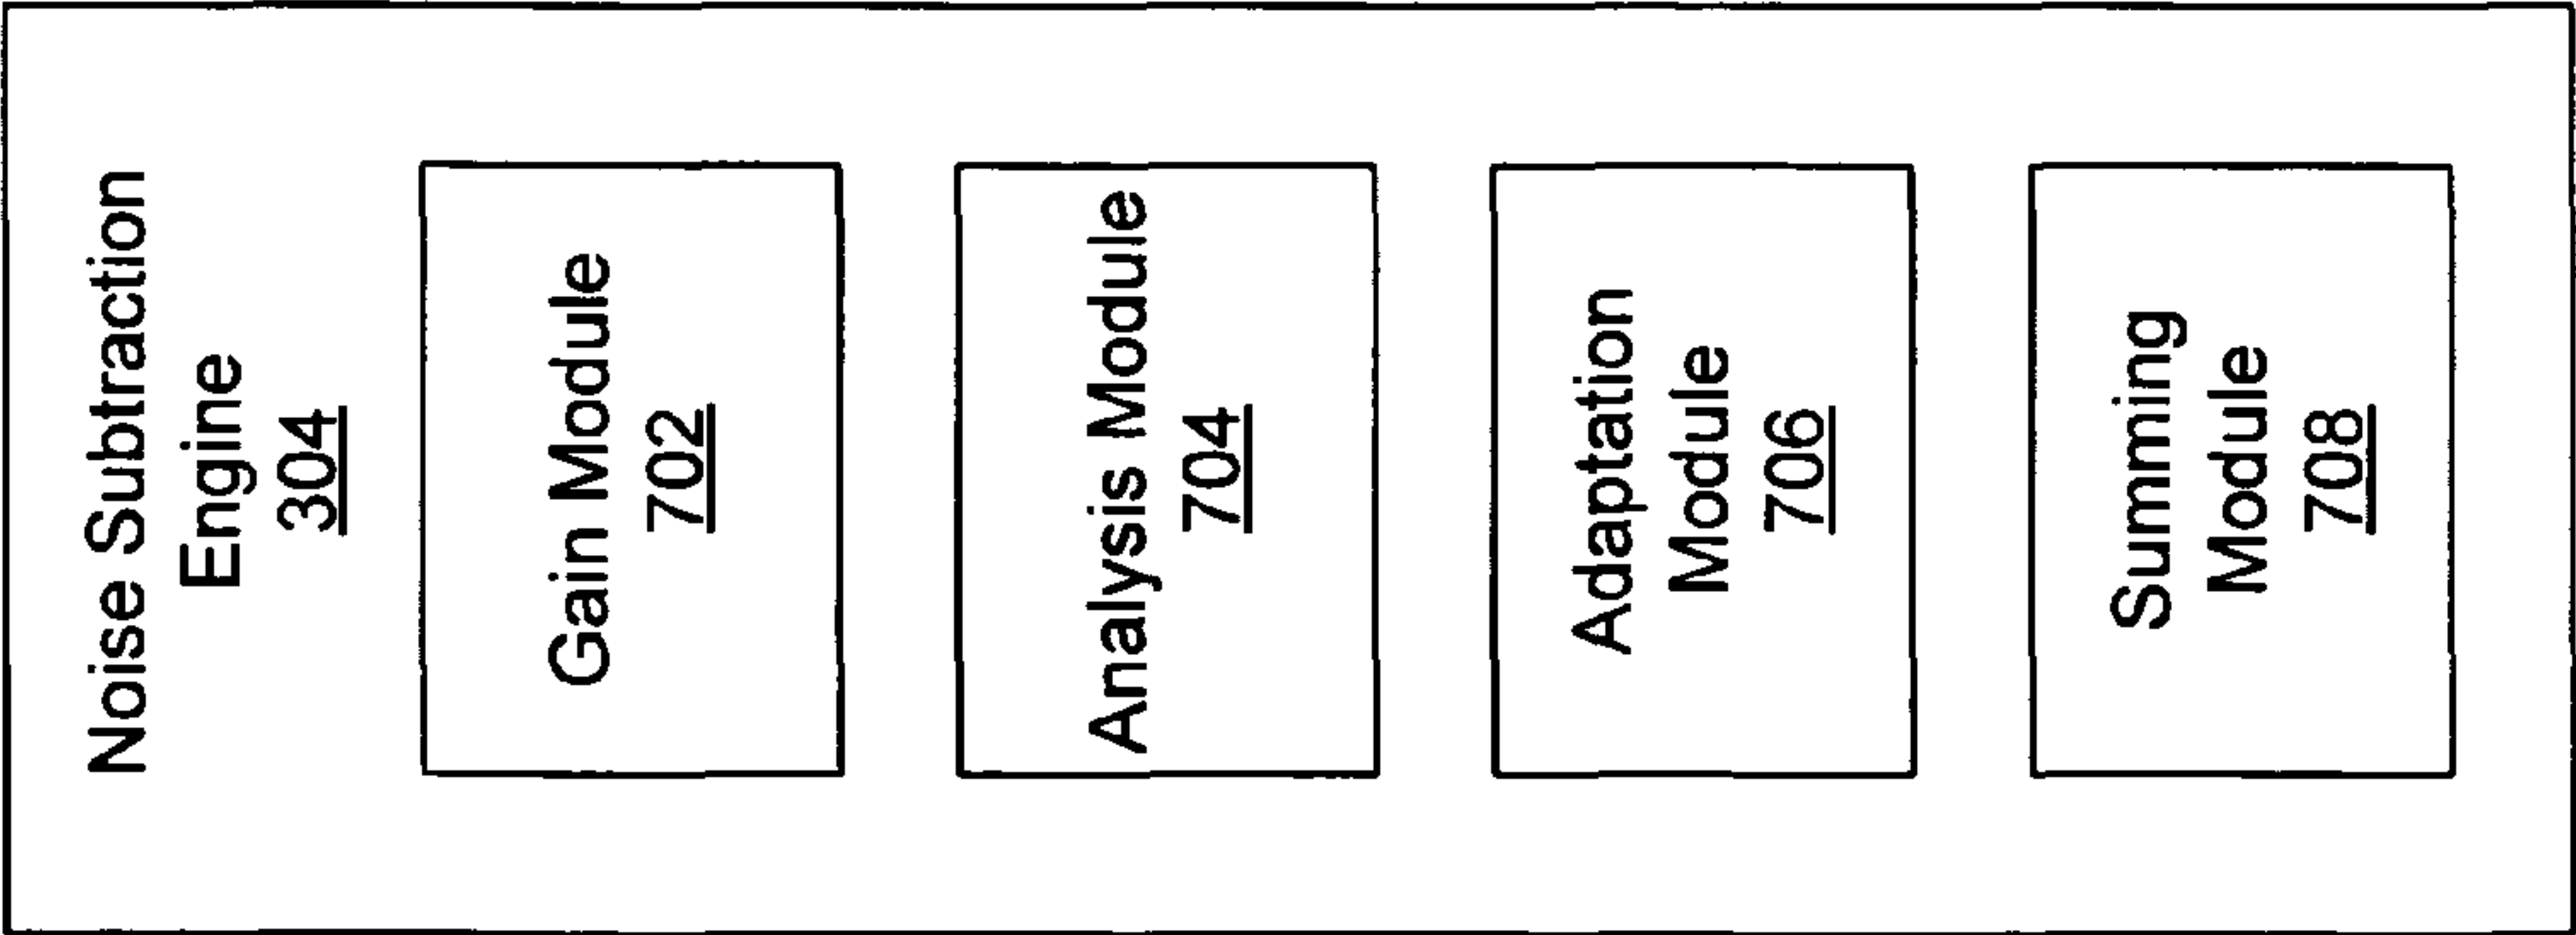 Noise Subtraction
Engine
304
Gain Module
702
Analysis Module
704
Adaptation
Module
706
Summing
Module
708